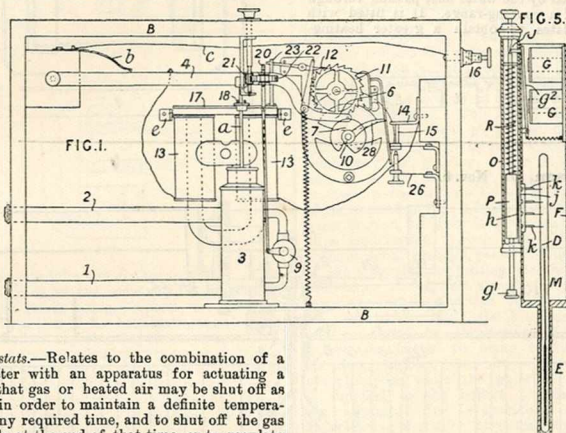 B
FIG.5.
b
c
20
23
22
12
J
4
21
11
16
G
18
6
17
g²
G
e
a
e
7
14
15
R
FIG.1.
13
13
10
28
O
k
2
26
P
j
h
F
3
k
D
9
g¹
M
1
B
E
stats.—Relates to the combination of a
ter with an apparatus for actuating a
that gas or heated air may be shut off as
in order to maintain a definite tempera-
ny required time, and to shut off the gas